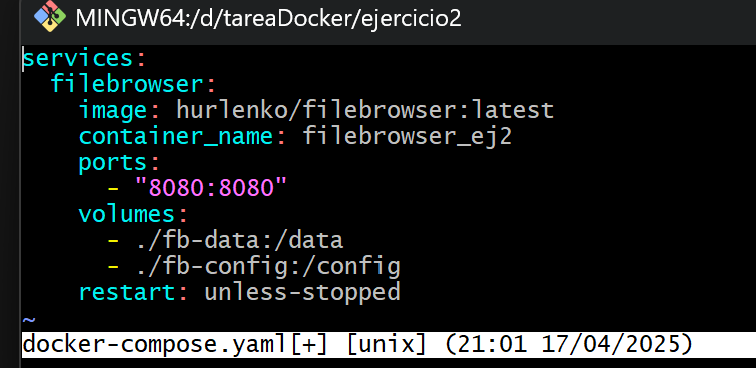 MINGW64:/d/tareaDocker/ejercicio2
services:
  filebrowser:
    image: hurlenko/filebrowser:latest
    container_name: filebrowser_ej2
    ports:
      - "8080:8080"
    volumes:
      - ./fb-data:/data
      - ./fb-config:/config
    restart: unless-stopped
~
docker-compose.yaml[+] [unix] (21:01 17/04/2025)